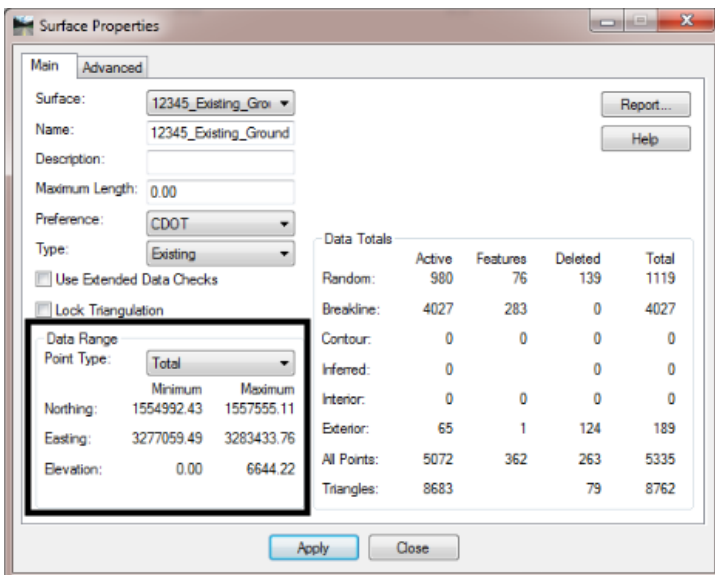 Surface Properties
Main Advanced
Surface: 12345_Existing_Gro
Name: 12345_Existing_Ground
Description:
Maximum Length: 0.00
Preference: CDOT
Type: Existing
Use Extended Data Checks
Lock Triangulation
Data Range
Point Type: Total
Minimum Maximum
Northing: 1554992.43 1557555.11
Easting: 3277059.49 3283433.76
Elevation: 0.00 6644.22
Report...
Help
Data Totals
Active Features Deleted Total
Random: 980 76 139 1119
Breakline: 4027 283 0 4027
Contour: 0 0 0 0
Inferred: 0 0 0
Interior: 0 0 0 0
Exterior: 65 1 124 189
All Points: 5072 362 263 5335
Triangles: 8683 79 8762
Apply Close